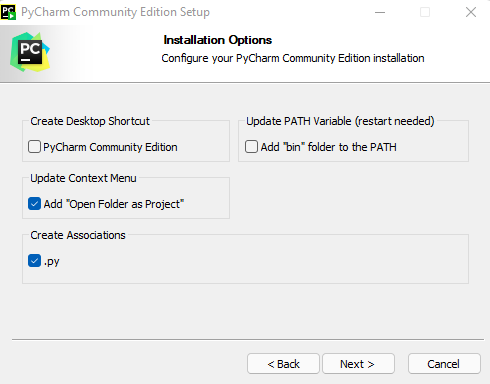 PyCharm Community Edition Setup
PC
Installation Options
Configure your PyCharm Community Edition installation
Create Desktop Shortcut
PyCharm Community Edition
Update PATH Variable (restart needed)
Add "bin" folder to the PATH
Update Context Menu
Add "Open Folder as Project"
Create Associations
.py
< Back
Next >
Cancel